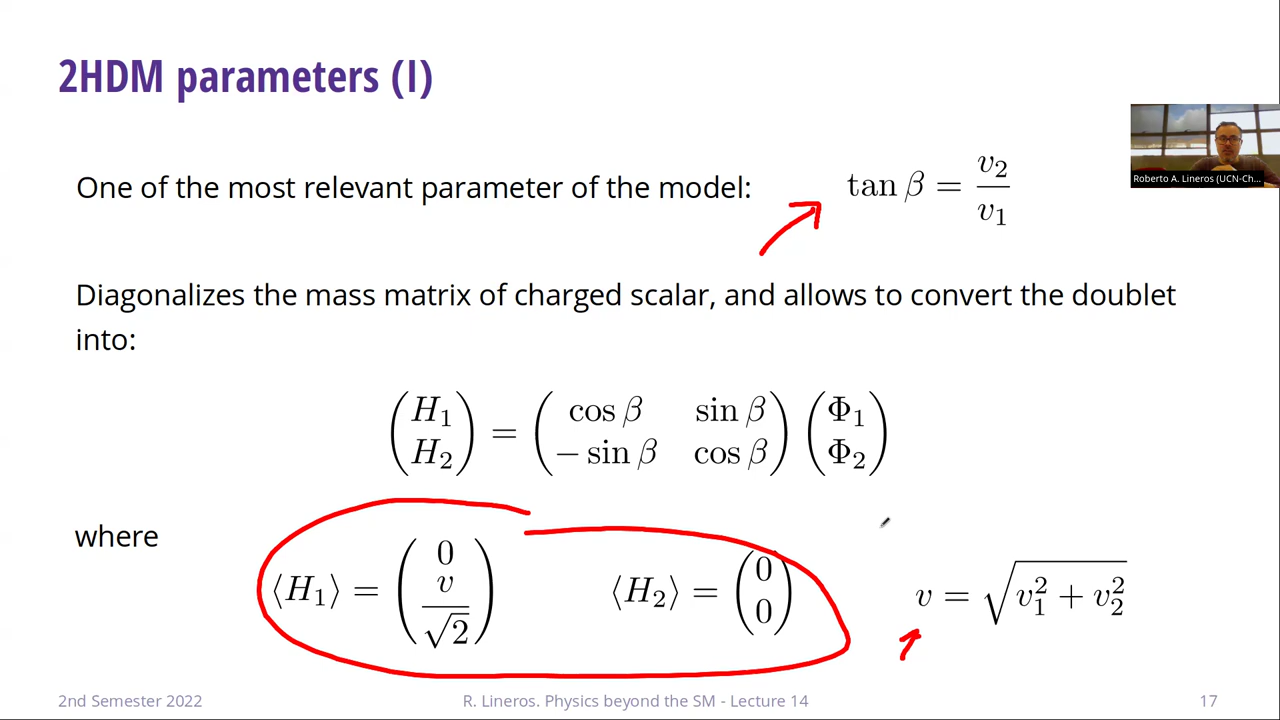 2HDM parameters (I)
Roberto A. Lineros (UCN-Ch...
One of the most relevant parameter of the model: tan β = v₂/v₁
Diagonalizes the mass matrix of charged scalar, and allows to convert the doublet
into:
(H₁ H₂) = (cos β sin β − sin β cos β) (Φ₁ Φ₂)
where ⟨H₁⟩ = (0 v/√2) ⟨H₂⟩ = (0 0) v = √(v₁² + v₂²)
2nd Semester 2022 R. Lineros. Physics beyond the SM - Lecture 14 17